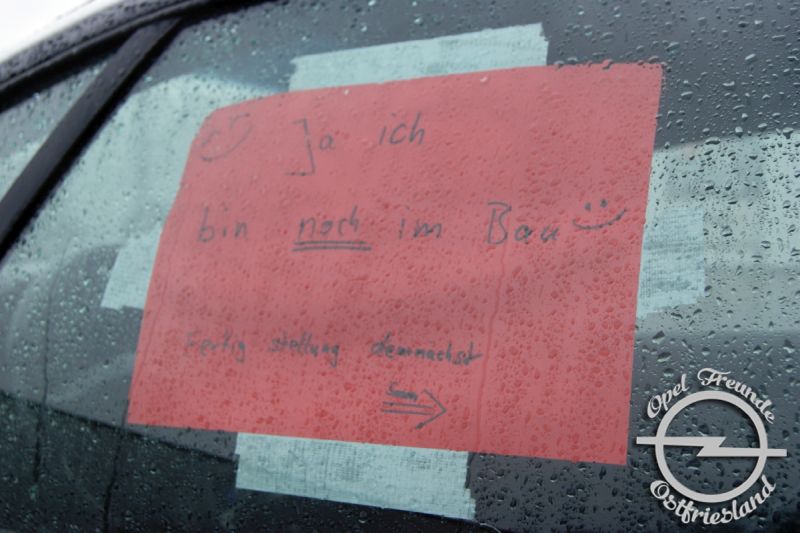 Ja ich
bin noch im Bau
Fertig stellung demnächst
Opel Freunde
Ostfriesland